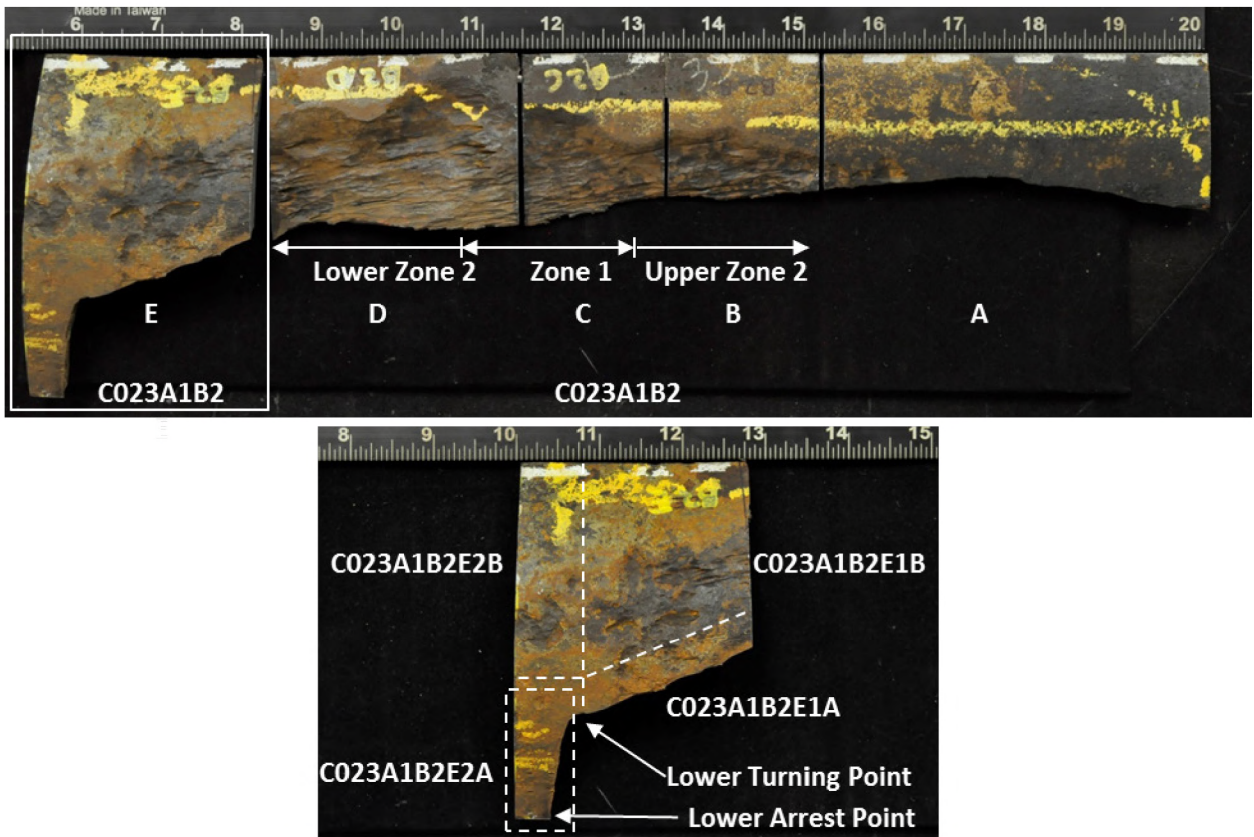 Made in Taiwan
6 7 8 9 10 11 12 13 14 15 16 17 18 19 20
B2D
B2C
Lower Zone 2
Zone 1
Upper Zone 2
E
D
C
B
A
C023A1B2
C023A1B2
8 9 10 11 12 13 14 15
C023A1B2E2B
C023A1B2E1B
C023A1B2E1A
C023A1B2E2A
Lower Turning Point
Lower Arrest Point